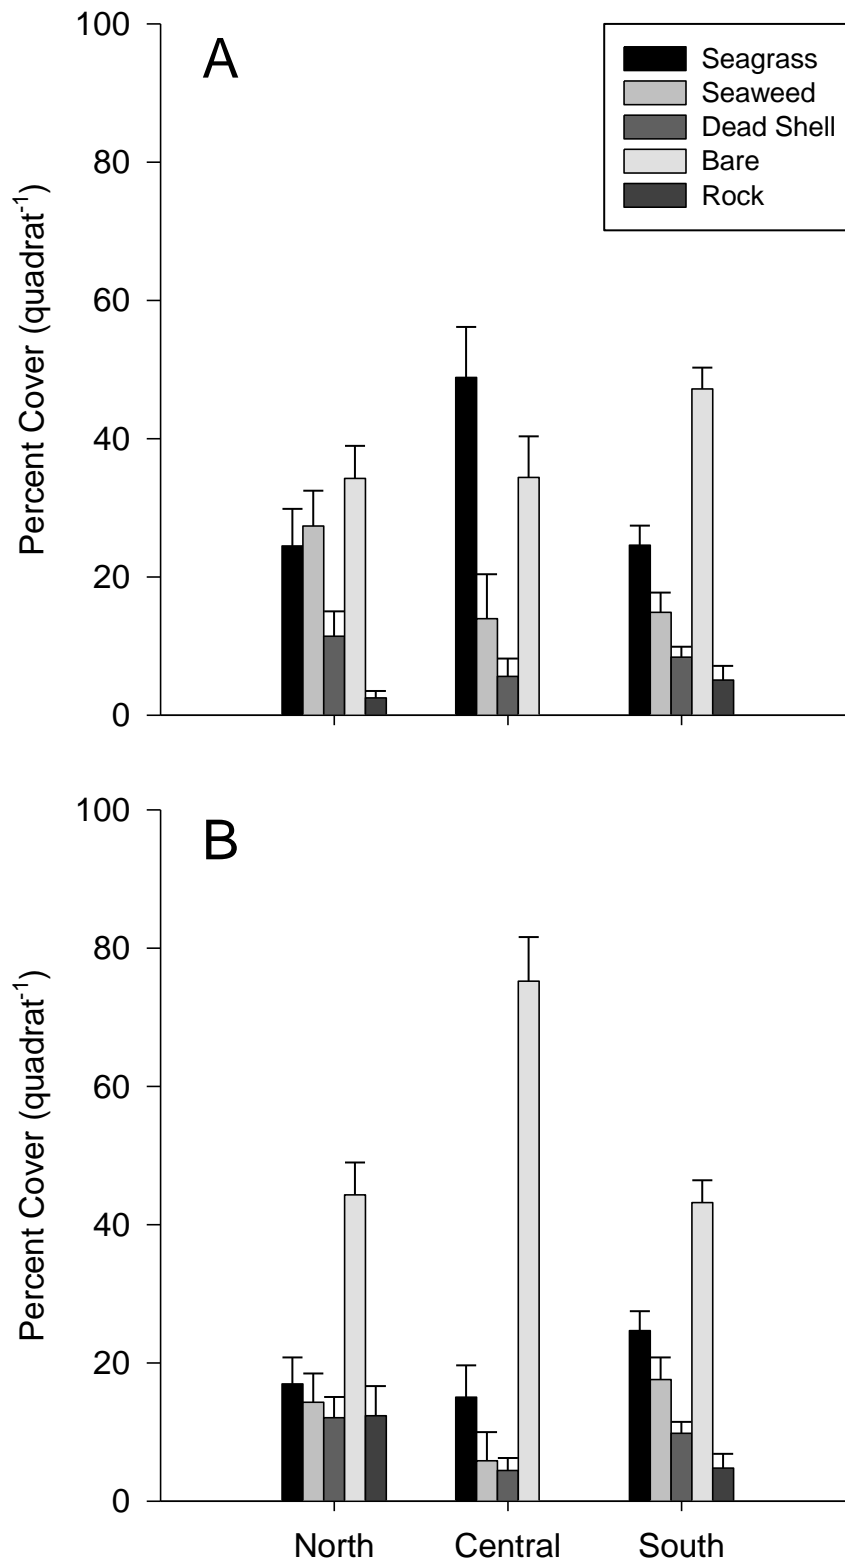 A
Seagrass
Seaweed
Dead Shell
Bare
Rock
Percent Cover (quadrat⁻¹)
100
80
60
40
20
0
B
Percent Cover (quadrat⁻¹)
100
80
60
40
20
0
North Central South